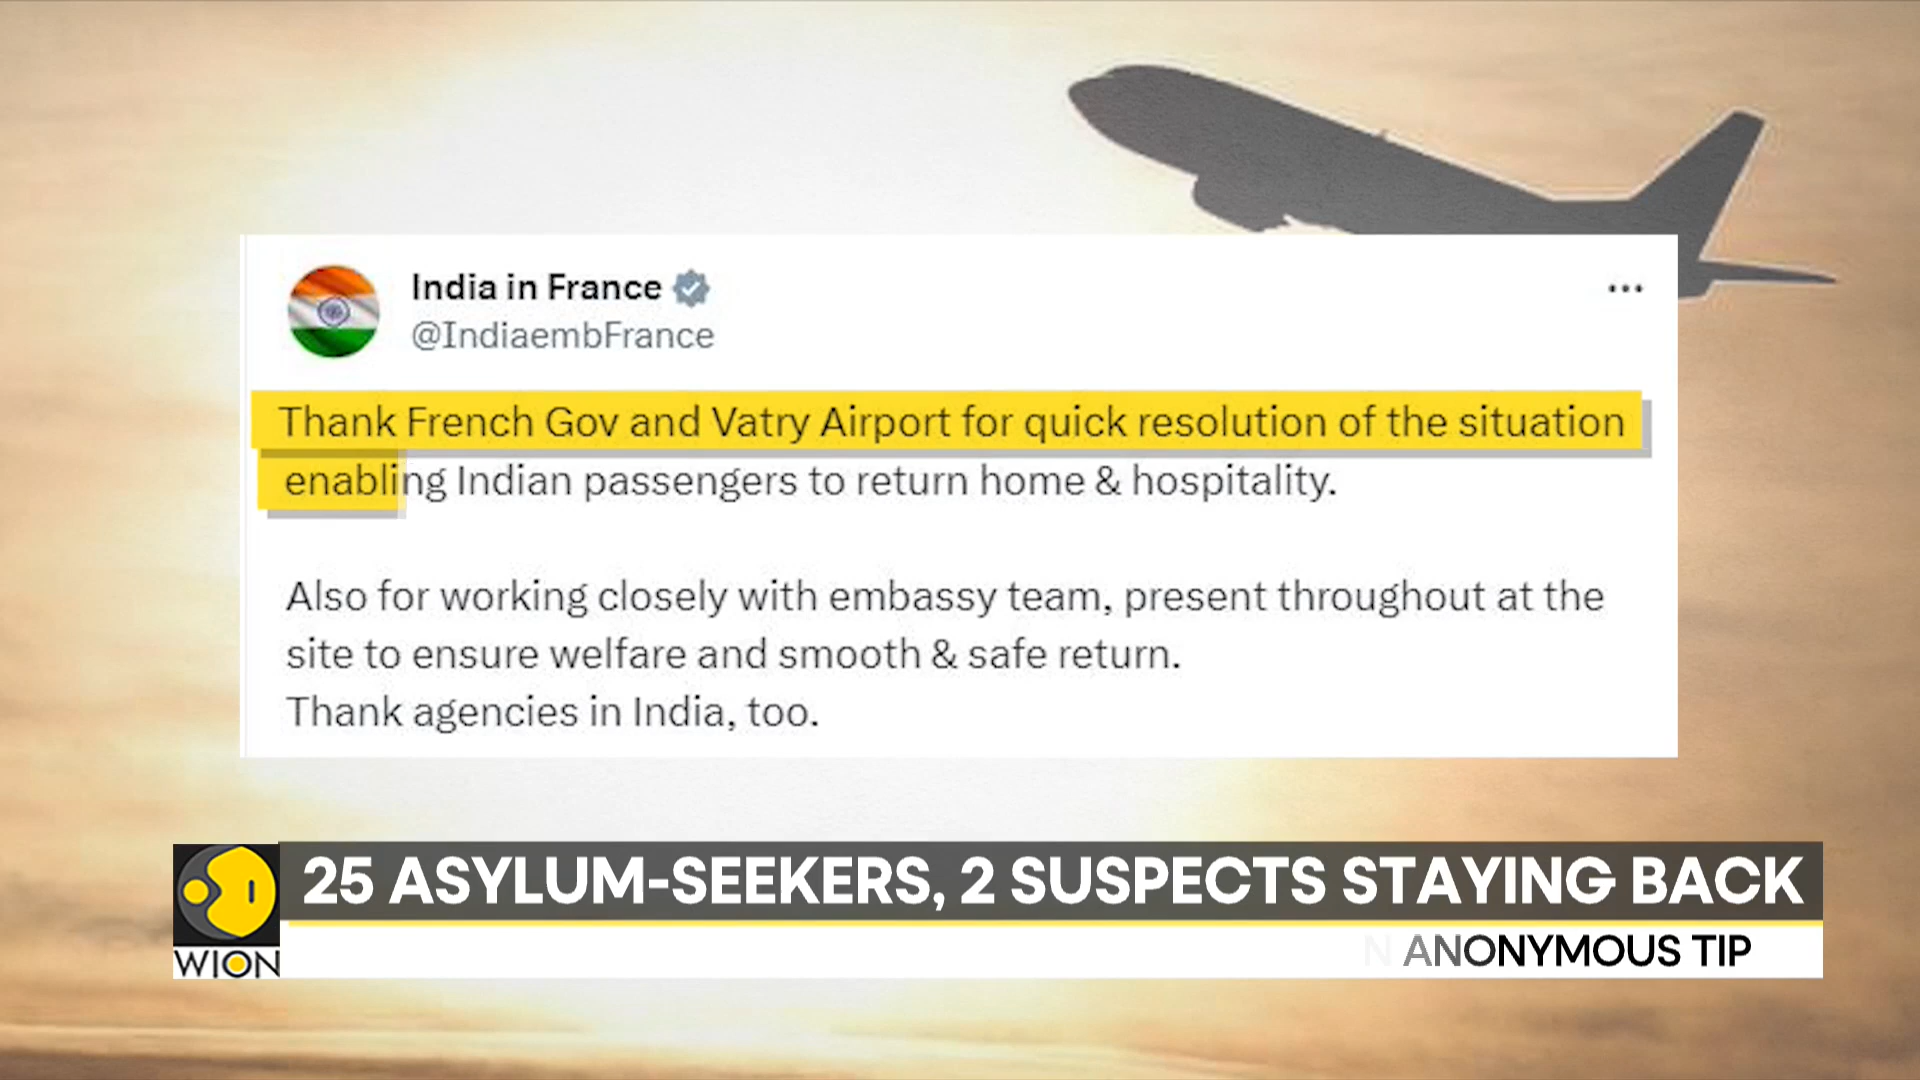 India in France
@IndiaembFrance
Thank French Gov and Vatry Airport for quick resolution of the situation
enabling Indian passengers to return home & hospitality.
Also for working closely with embassy team, present throughout at the
site to ensure welfare and smooth & safe return.
Thank agencies in India, too.
25 ASYLUM-SEEKERS, 2 SUSPECTS STAYING BACK
N ANONYMOUS TIP
WION